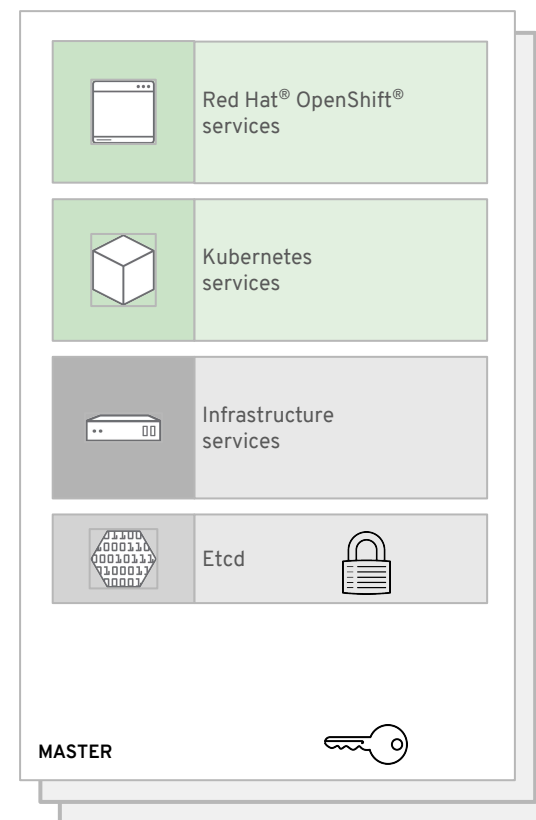 Red Hat® OpenShift®
services
Kubernetes
services
Infrastructure
services
Etcd
MASTER